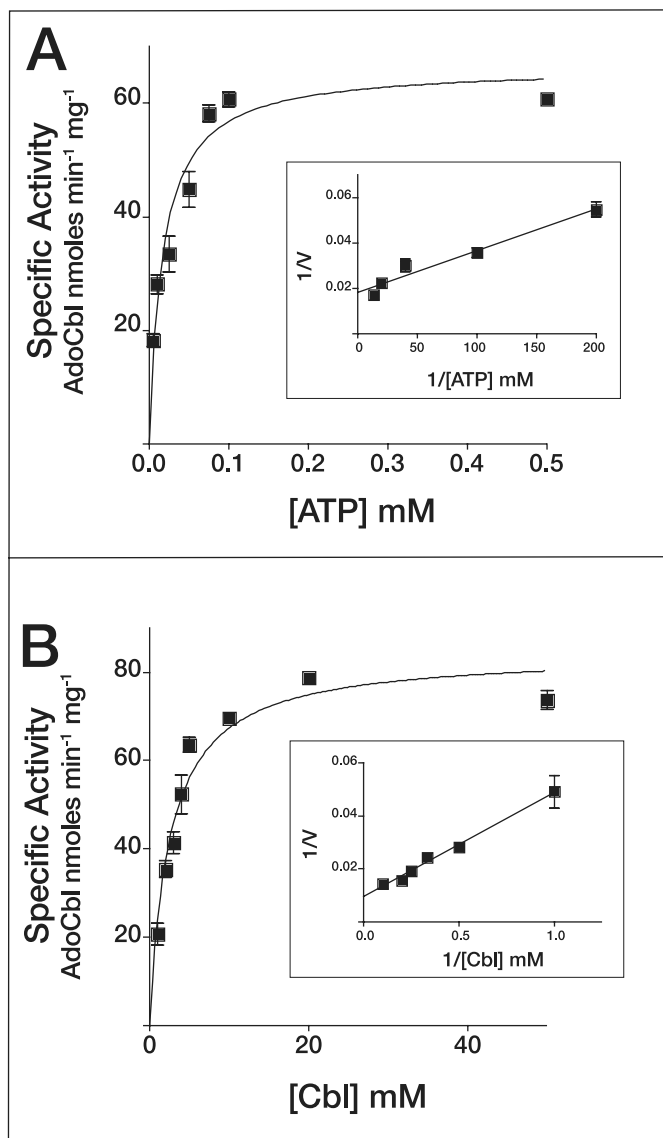 A
Specific Activity
AdoCbl nmoles min-1 mg-1
60
40
20
0.0 0.1 0.2 0.3 0.4 0.5
[ATP] mM
1/V
0.06
0.04
0.02
0 50 100 150 200
1/[ATP] mM
B
Specific Activity
AdoCbl nmoles min-1 mg-1
80
60
40
20
0 20 40
[Cbl] mM
1/V
0.06
0.04
0.02
0.0 0.5 1.0
1/[Cbl] mM